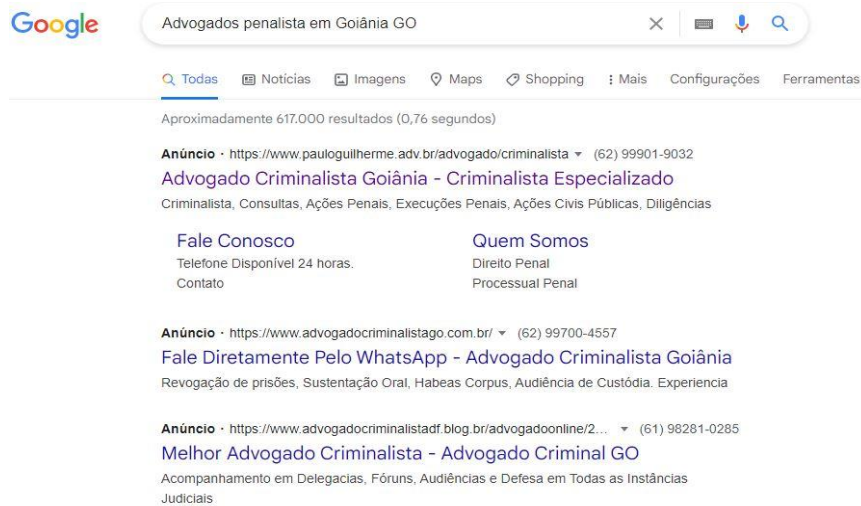 Google
Advogados penalista em Goiânia GO
Todas Notícias Imagens Maps Shopping Mais Configurações Ferramentas
Aproximadamente 617.000 resultados (0,76 segundos)
Anúncio · https://www.pauloguilherme.adv.br/advogado/criminalista (62) 99901-9032
Advogado Criminalista Goiânia - Criminalista Especializado
Criminalista, Consultas, Ações Penais, Execuções Penais, Ações Civis Públicas, Diligências
Fale Conosco
Telefone Disponível 24 horas.
Contato
Quem Somos
Direito Penal
Processual Penal
Anúncio · https://www.advogadocriminalistago.com.br/ (62) 99700-4557
Fale Diretamente Pelo WhatsApp - Advogado Criminalista Goiânia
Revogação de prisões, Sustentação Oral, Habeas Corpus, Audiência de Custódia. Experiencia
Anúncio · https://www.advogadocriminalistadf.blog.br/advogadoonline/2... (61) 98281-0285
Melhor Advogado Criminalista - Advogado Criminal GO
Acompanhamento em Delegacias, Fóruns, Audiências e Defesa em Todas as Instâncias
Judiciais